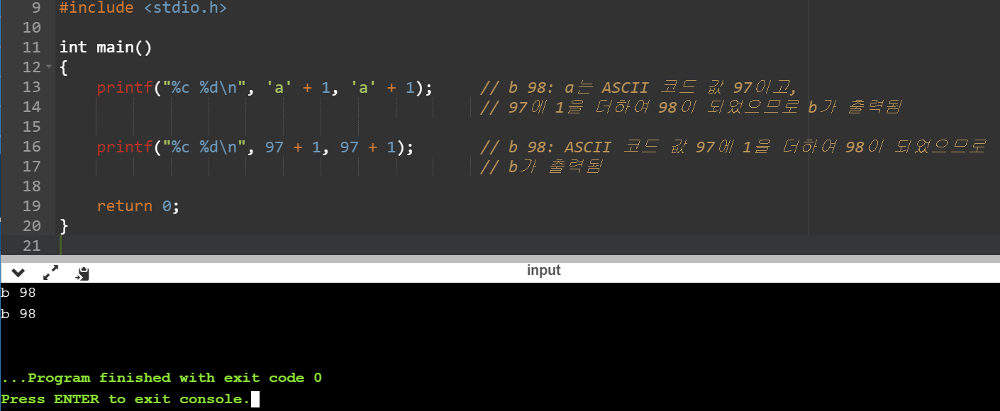 9 #include <stdio.h>
10
11 int main()
12 {
13 printf("%c %d\n", 'a' + 1, 'a' + 1); // b 98: a는 ASCII 코드 값 97이고,
14 // 97에 1을 더하여 98이 되었으므로 b가 출력됨
15
16 printf("%c %d\n", 97 + 1, 97 + 1); // b 98: ASCII 코드 값 97에 1을 더하여 98이 되었으므로
17 // b가 출력됨
18
19 return 0;
20 }
21
input
b 98
b 98
...Program finished with exit code 0
Press ENTER to exit console.